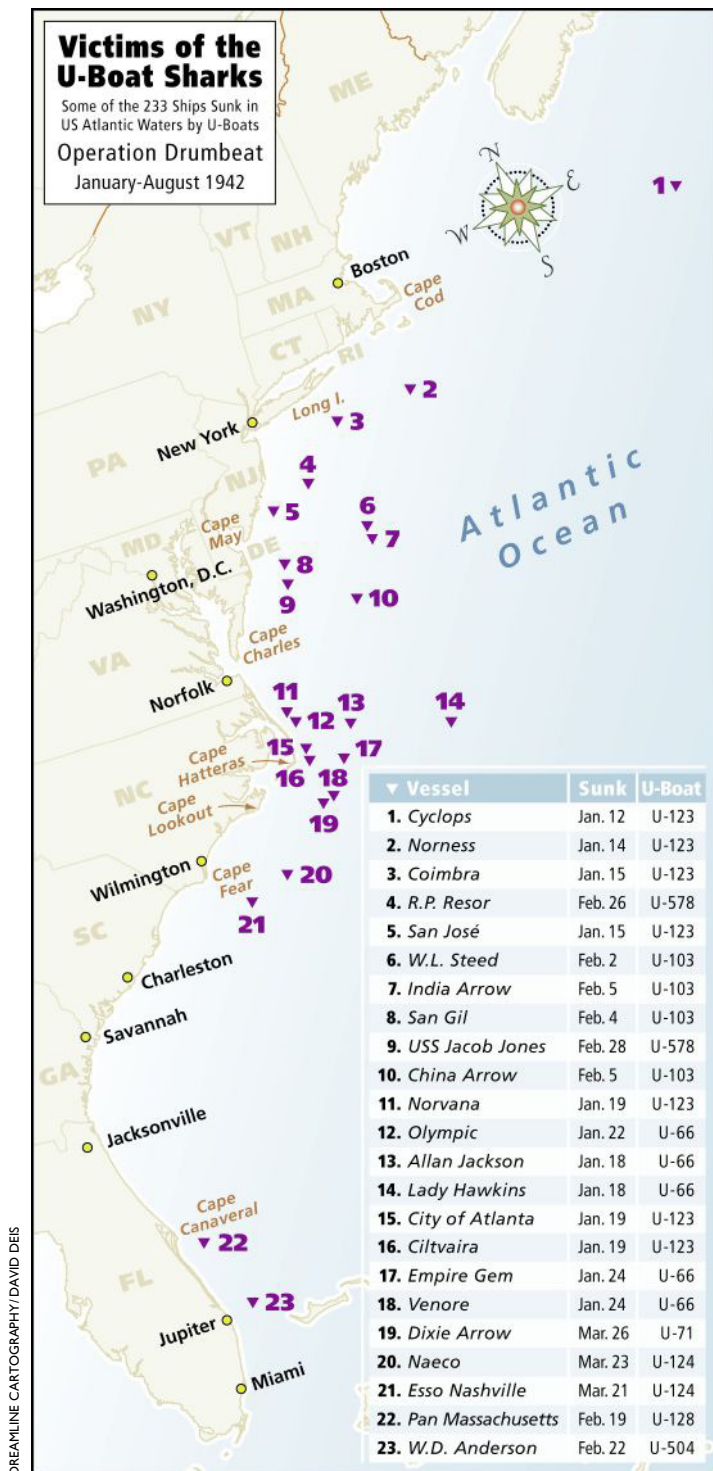 Victims of the
U-Boat Sharks
Some of the 233 Ships Sunk in
US Atlantic Waters by U-Boats
Operation Drumbeat
January-August 1942
ME
N
E
W
S
1
VT
NH
Boston
MA
Cape
Cod
NY
CT
RI
2
Long I.
3
New York
PA
4
NJ
5
6
Atlantic
Ocean
Cape
May
7
MD
DE
8
Washington, D.C.
9
10
Cape
Charles
VA
Norfolk
11
12
13
14
15
Cape
Hatteras
16
17
18
NC
Cape
Lookout
19
Wilmington
Cape
Fear
20
21
SC
Charleston
Savannah
GA
Jacksonville
Cape
Canaveral
22
FL
23
Jupiter
Miami
Vessel Sunk U-Boat
1. Cyclops Jan. 12 U-123
2. Norness Jan. 14 U-123
3. Coimbra Jan. 15 U-123
4. R.P. Resor Feb. 26 U-578
5. San José Jan. 15 U-123
6. W.L. Steed Feb. 2 U-103
7. India Arrow Feb. 5 U-103
8. San Gil Feb. 4 U-103
9. USS Jacob Jones Feb. 28 U-578
10. China Arrow Feb. 5 U-103
11. Norvana Jan. 19 U-123
12. Olympic Jan. 22 U-66
13. Allan Jackson Jan. 18 U-66
14. Lady Hawkins Jan. 18 U-66
15. City of Atlanta Jan. 19 U-123
16. Ciltvaira Jan. 19 U-123
17. Empire Gem Jan. 24 U-66
18. Venore Jan. 24 U-66
19. Dixie Arrow Mar. 26 U-71
20. Naeco Mar. 23 U-124
21. Esso Nashville Mar. 21 U-124
22. Pan Massachusetts Feb. 19 U-128
23. W.D. Anderson Feb. 22 U-504
DREAMLINE CARTOGRAPHY/DAVID DEIS